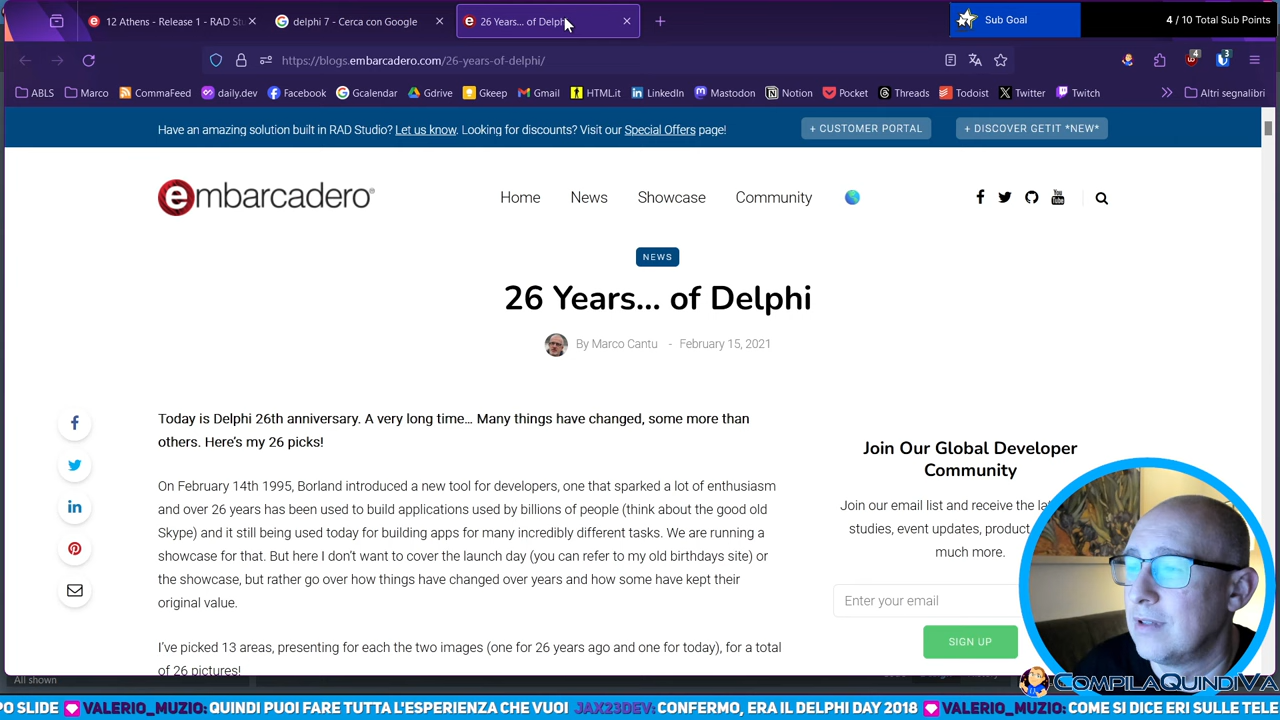 12 Athens - Release 1 - RAD Stu
delphi 7 - Cerca con Google
26 Years... of Delph
Sub Goal
4 / 10 Total Sub Points
https://blogs.embarcadero.com/26-years-of-delphi/
4
3
ABLS
Marco
CommaFeed
daily.dev
Facebook
Gcalendar
Gdrive
Gkeep
Gmail
HTML.it
LinkedIn
Mastodon
Notion
Pocket
Threads
Todoist
Twitter
Twitch
Altri segnalibri
Have an amazing solution built in RAD Studio? Let us know. Looking for discounts? Visit our Special Offers page!
+ CUSTOMER PORTAL
+ DISCOVER GETIT *NEW*
embarcadero®
Home
News
Showcase
Community
NEWS
26 Years... of Delphi
By Marco Cantu - February 15, 2021
Today is Delphi 26th anniversary. A very long time... Many things have changed, some more than
others. Here's my 26 picks!
On February 14th 1995, Borland introduced a new tool for developers, one that sparked a lot of enthusiasm
and over 26 years has been used to build applications used by billions of people (think about the good old
Skype) and it still being used today for building apps for many incredibly different tasks. We are running a
showcase for that. But here I don't want to cover the launch day (you can refer to my old birthdays site) or
the showcase, but rather go over how things have changed over years and how some have kept their
original value.
I've picked 13 areas, presenting for each the two images (one for 26 years ago and one for today), for a total
of 26 pictures!
Join Our Global Developer
Community
Join our email list and receive the la
studies, event updates, product
much more.
Enter your email
SIGN UP
All shown
COMPILAQUINDIVA
PO SLIDE VALERIO_MUZIO: QUINDI PUOI FARE TUTTA L'ESPERIENZA CHE VUOI JAX23DEV: CONFERMO, ERA IL DELPHI DAY 2018 VALERIO_MUZIO: COME SI DICE ERI SULLE TELE